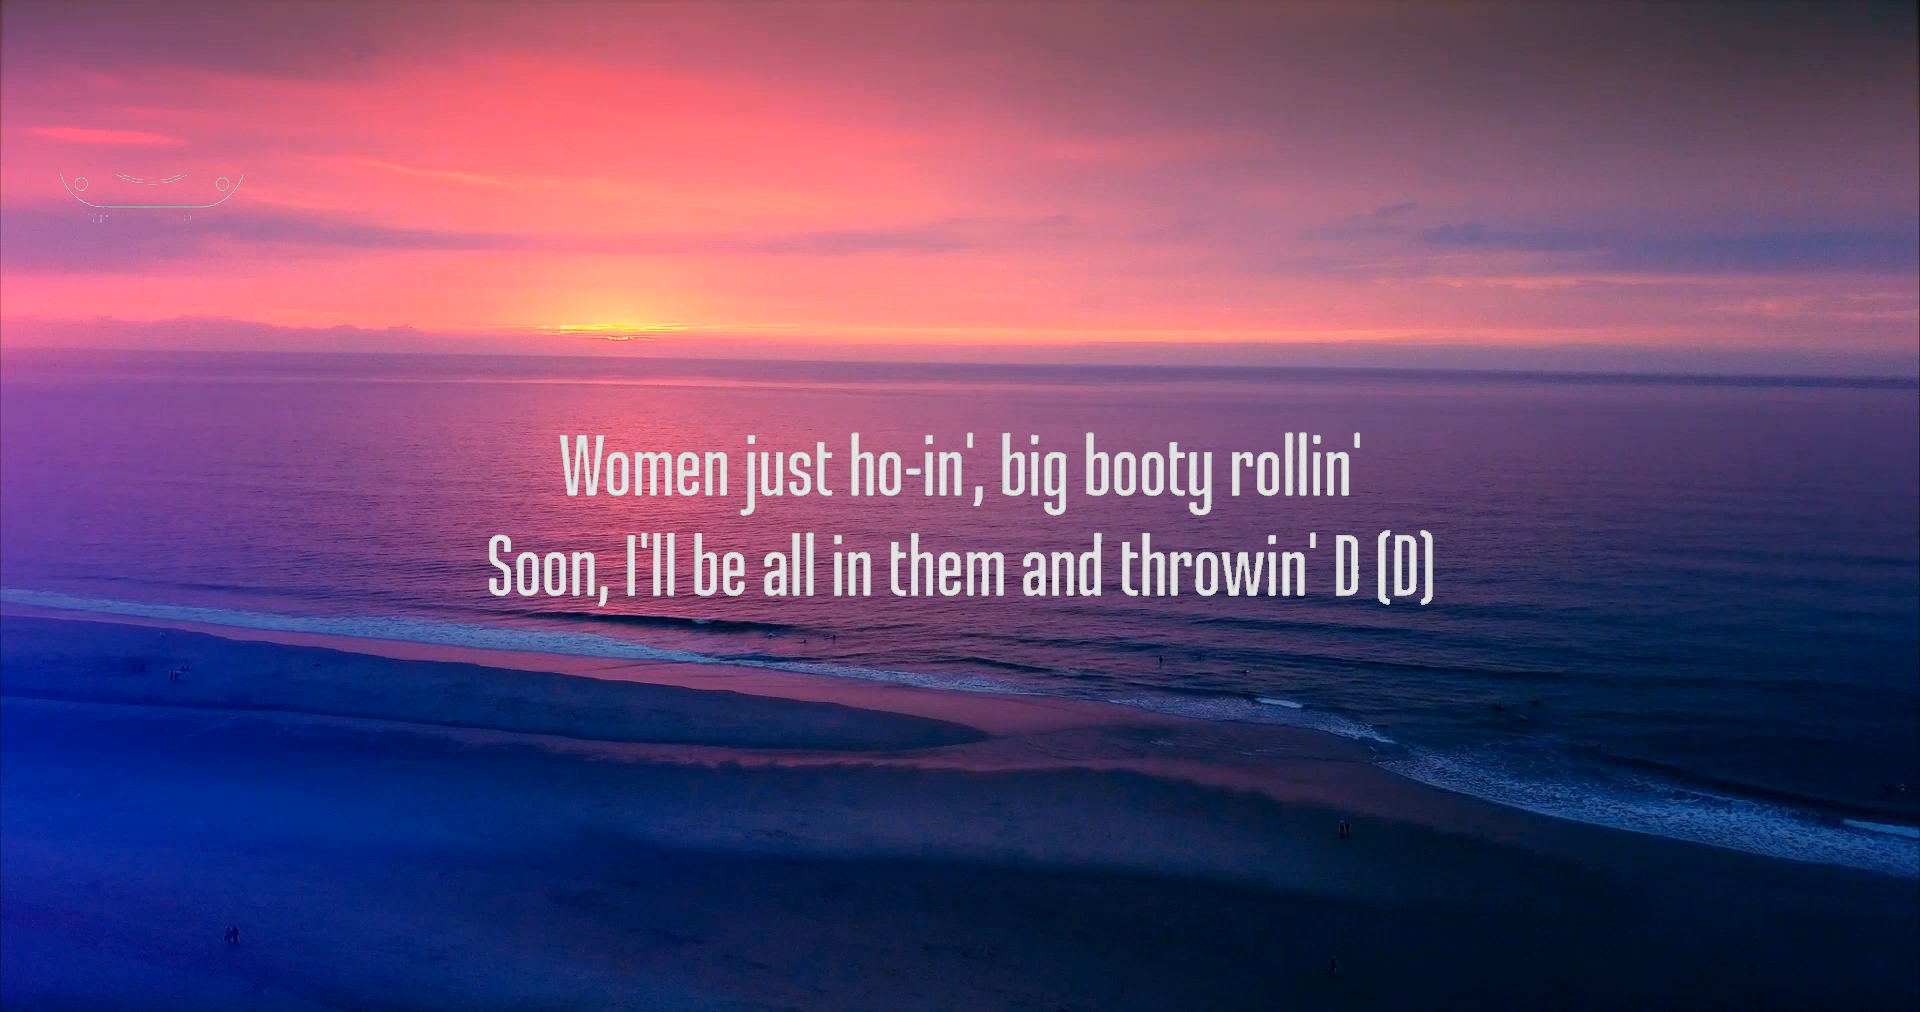 Women just ho-in', big booty rollin'
Soon, I'll be all in them and throwin' D (D)